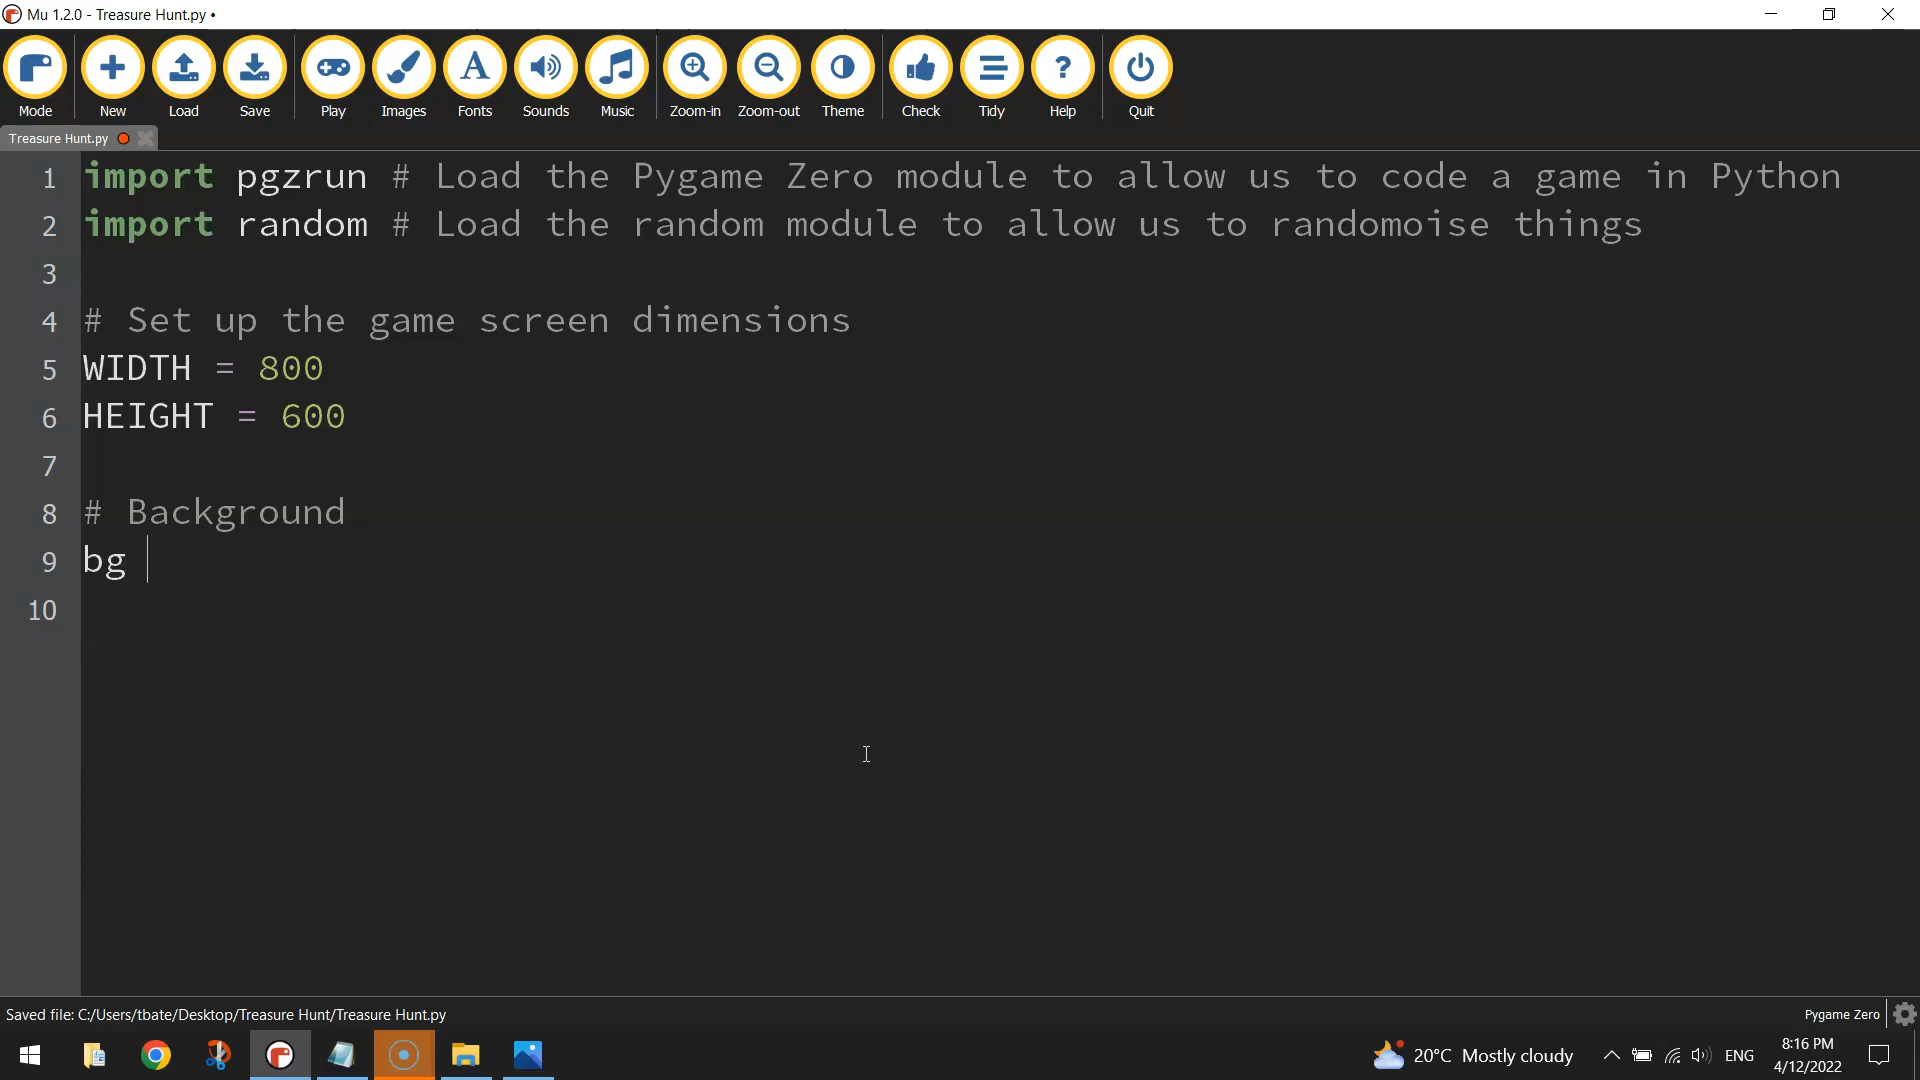 Mu 1.2.0 - Treasure Hunt.py •
Mode New Load Save Play Images Fonts Sounds Music Zoom-in Zoom-out Theme Check Tidy Help Quit
Treasure Hunt.py
1 import pgzrun # Load the Pygame Zero module to allow us to code a game in Python
2 import random # Load the random module to allow us to randomoise things
3
4 # Set up the game screen dimensions
5 WIDTH = 800
6 HEIGHT = 600
7
8 # Background
9 bg
10
Saved file: C:/Users/tbate/Desktop/Treasure Hunt/Treasure Hunt.py
Pygame Zero
20°C Mostly cloudy
ENG
8:16 PM
4/12/2022